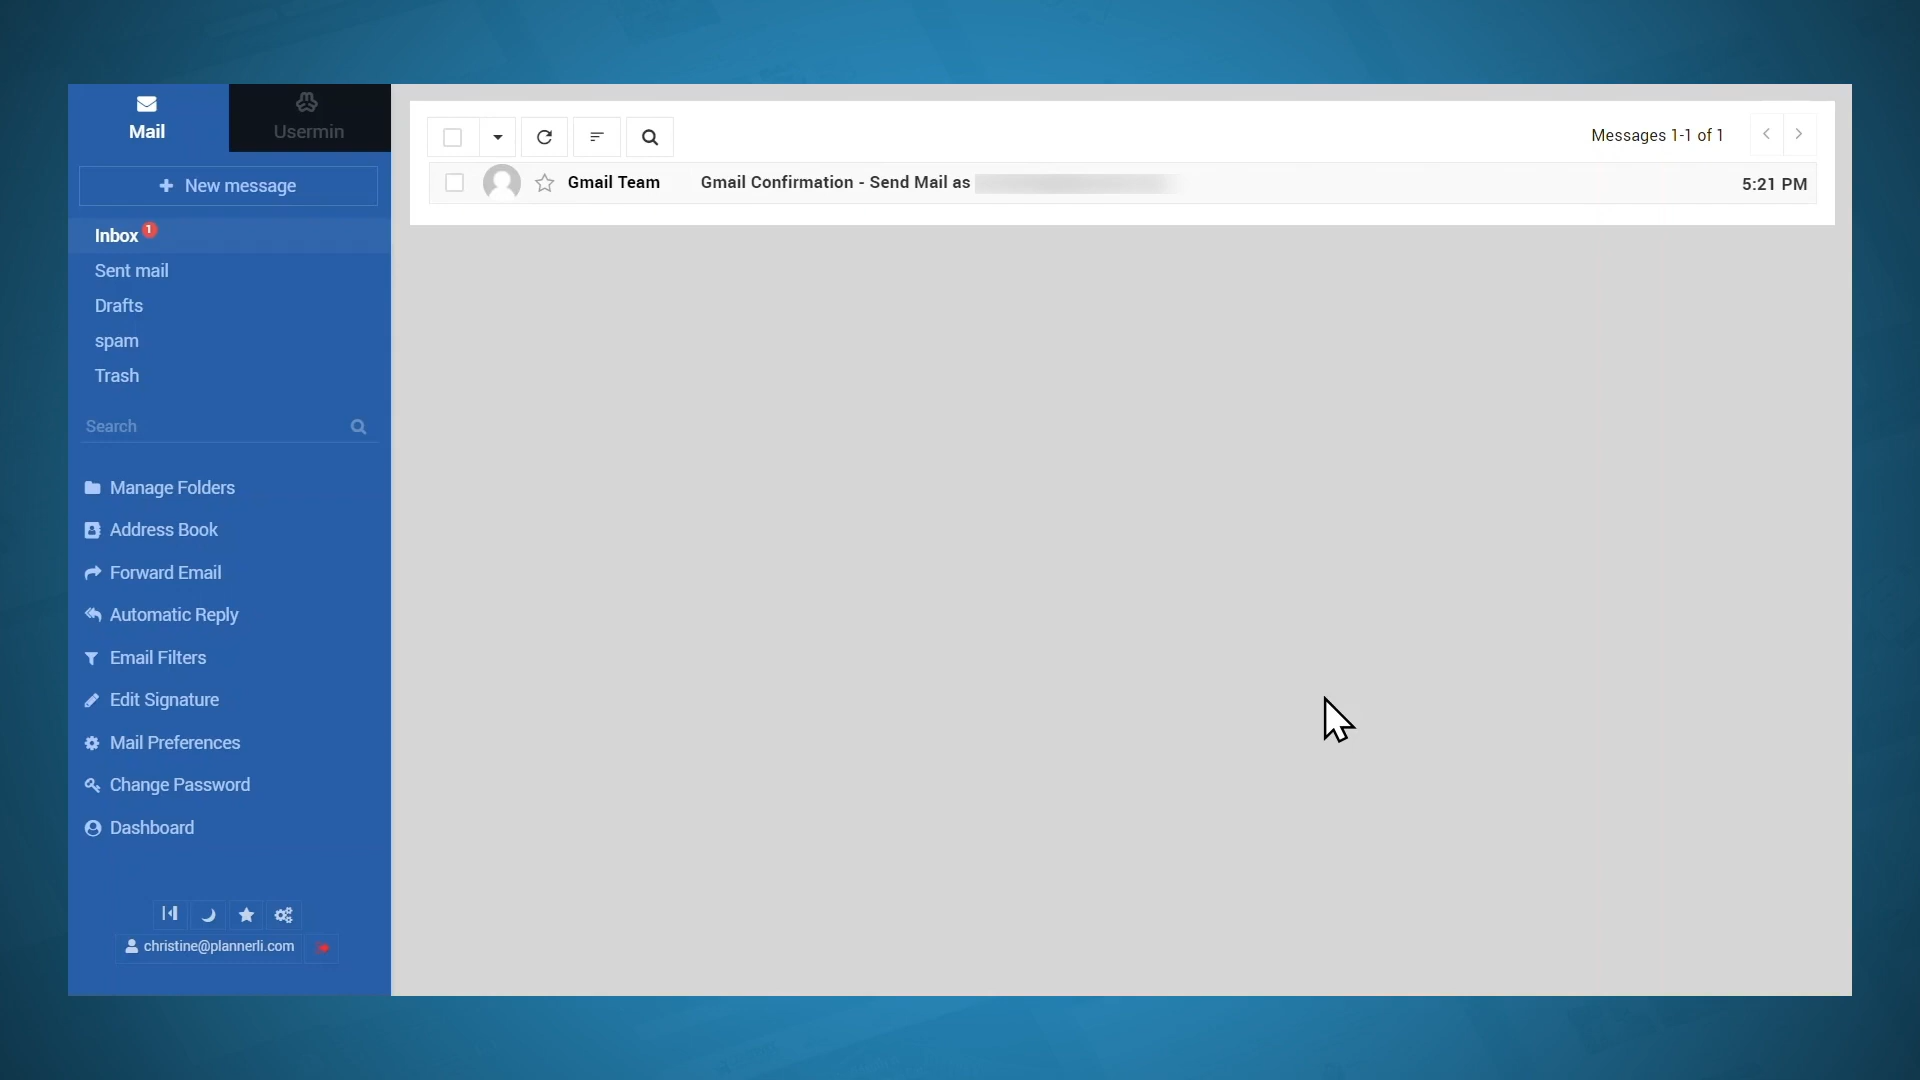 Mail
Usermin
New message
Inbox 1
Sent mail
Drafts
spam
Trash
Search
Manage Folders
Address Book
Forward Email
Automatic Reply
Email Filters
Edit Signature
Mail Preferences
Change Password
Dashboard
christine@plannerli.com
Messages 1-1 of 1
Gmail Team Gmail Confirmation - Send Mail as 5:21 PM